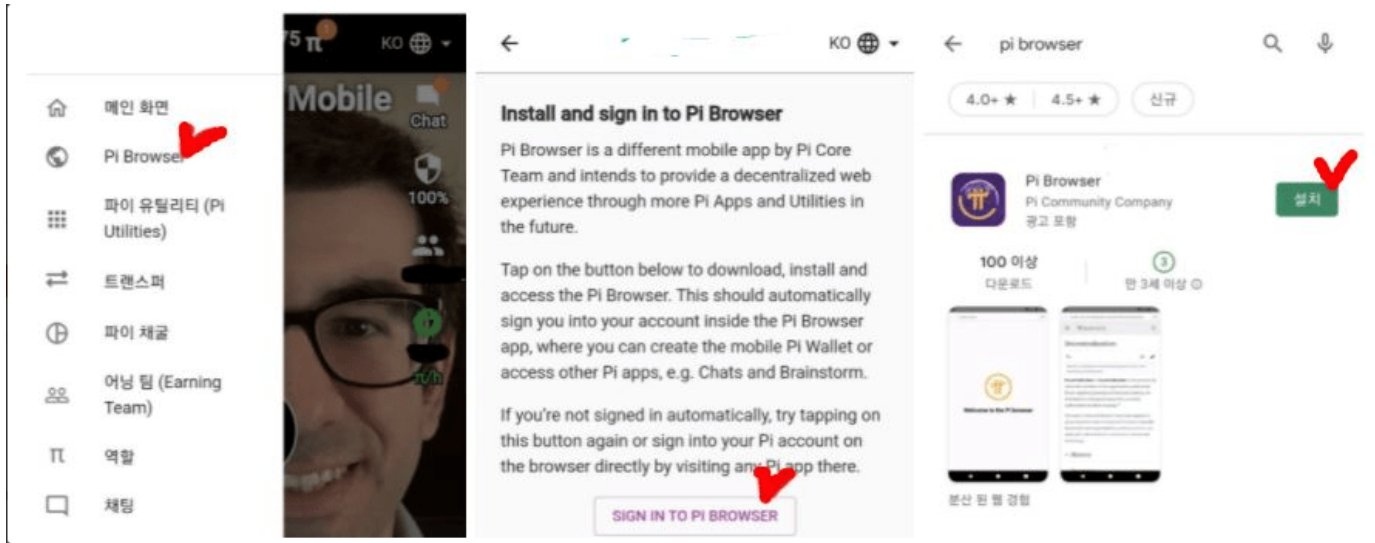 메인 화면
Pi Browser
파이 유틸리티 (Pi
Utilities)
트랜스퍼
파이 채굴
어닝 팀 (Earning
Team)
역할
채팅
75 π
KO
Mobile
Chat
100%
π/h
KO
Install and sign in to Pi Browser
Pi Browser is a different mobile app by Pi Core
Team and intends to provide a decentralized web
experience through more Pi Apps and Utilities in
the future.
Tap on the button below to download, install and
access the Pi Browser. This should automatically
sign you into your account inside the Pi Browser
app, where you can create the mobile Pi Wallet or
access other Pi apps, e.g. Chats and Brainstorm.
If you're not signed in automatically, try tapping on
this button again or sign into your Pi account on
the browser directly by visiting any Pi app there.
SIGN IN TO PI BROWSER
pi browser
4.0+ ★ 4.5+ ★ 신규
Pi Browser
Pi Community Company
광고 포함
설치
100 이상
다운로드
3
만 3세 이상
Welcome to the Pi Browser
분산 된 웹 경험